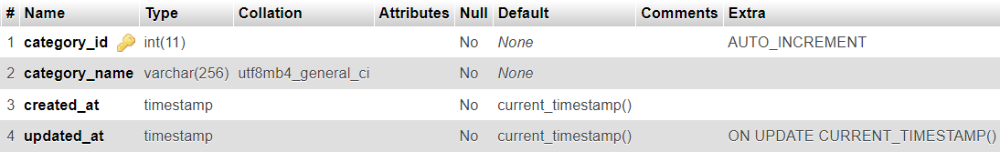 # Name Type Collation Attributes Null Default Comments Extra
1 category_id int(11) No None AUTO_INCREMENT
2 category_name varchar(256) utf8mb4_general_ci No None
3 created_at timestamp No current_timestamp()
4 updated_at timestamp No current_timestamp() ON UPDATE CURRENT_TIMESTAMP()